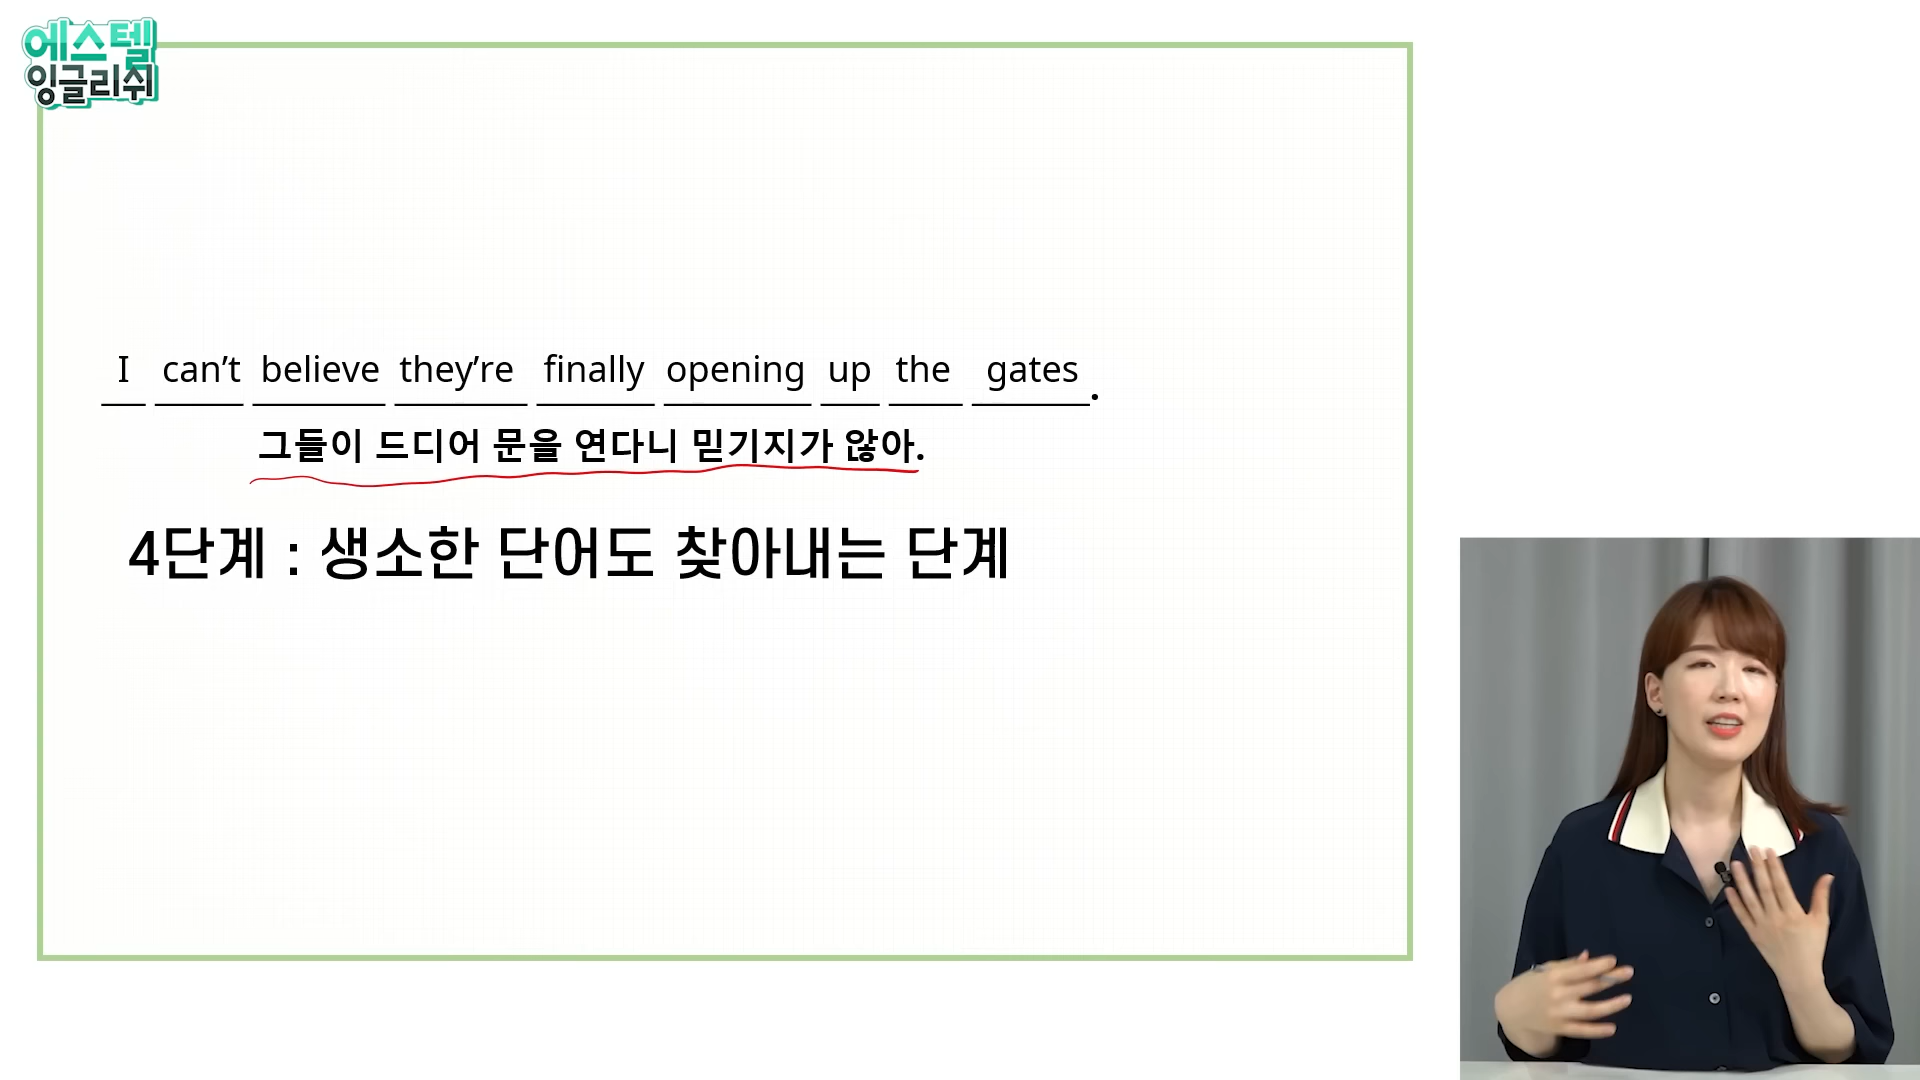 에스텔
잉글리쉬
I can’t believe they’re finally opening up the gates.
그들이 드디어 문을 연다니 믿기지가 않아.
4단계 : 생소한 단어도 찾아내는 단계